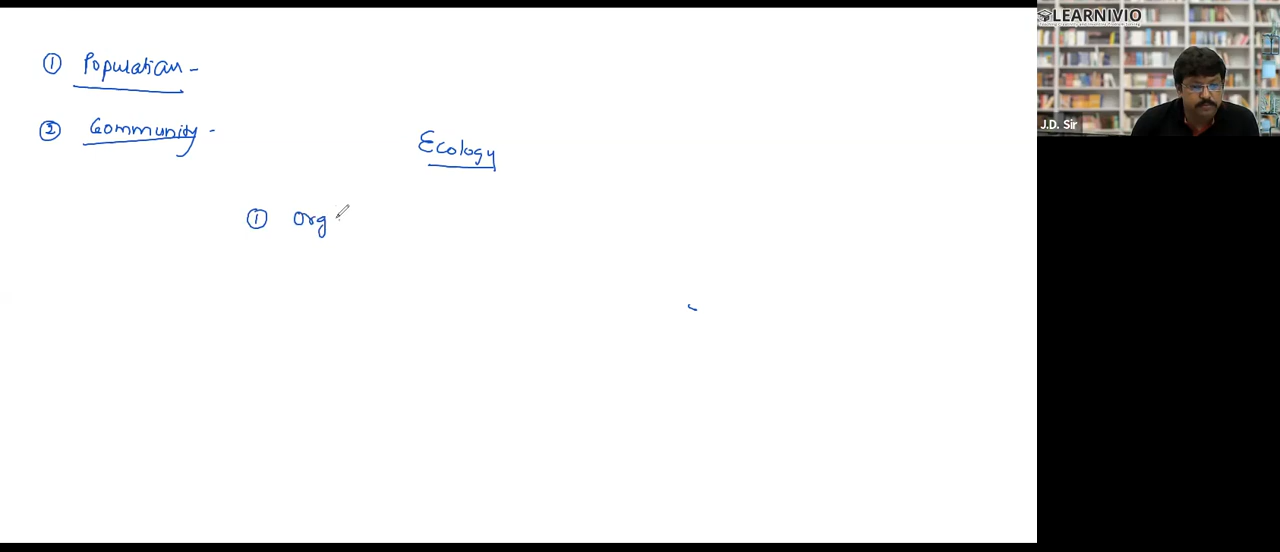 ① Population -
② Community -
Ecology
① Org
LEARNIVIO
J.D. Sir